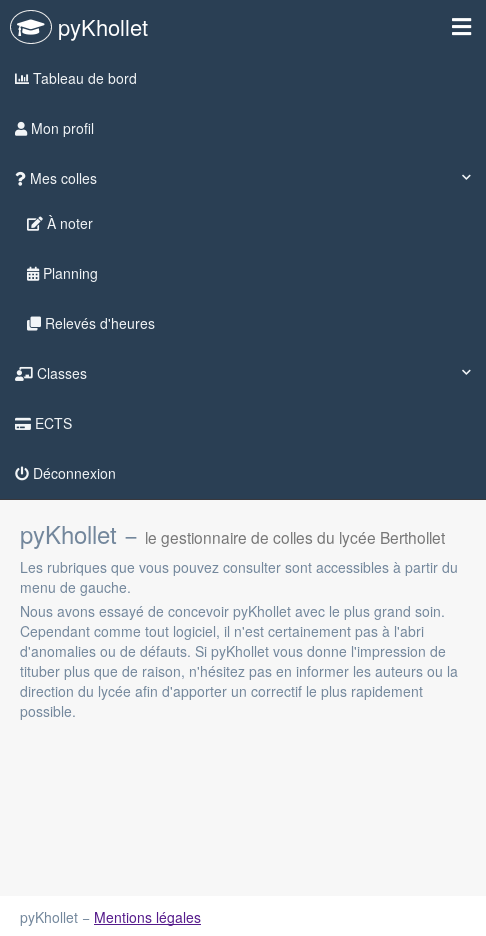 pyKhollet
Tableau de bord
Mon profil
Mes colles
À noter
Planning
Relevés d'heures
Classes
ECTS
Déconnexion
pyKhollet – le gestionnaire de colles du lycée Berthollet
Les rubriques que vous pouvez consulter sont accessibles à partir du
menu de gauche.
Nous avons essayé de concevoir pyKhollet avec le plus grand soin.
Cependant comme tout logiciel, il n'est certainement pas à l'abri
d'anomalies ou de défauts. Si pyKhollet vous donne l'impression de
tituber plus que de raison, n'hésitez pas en informer les auteurs ou la
direction du lycée afin d'apporter un correctif le plus rapidement
possible.
pyKhollet – Mentions légales